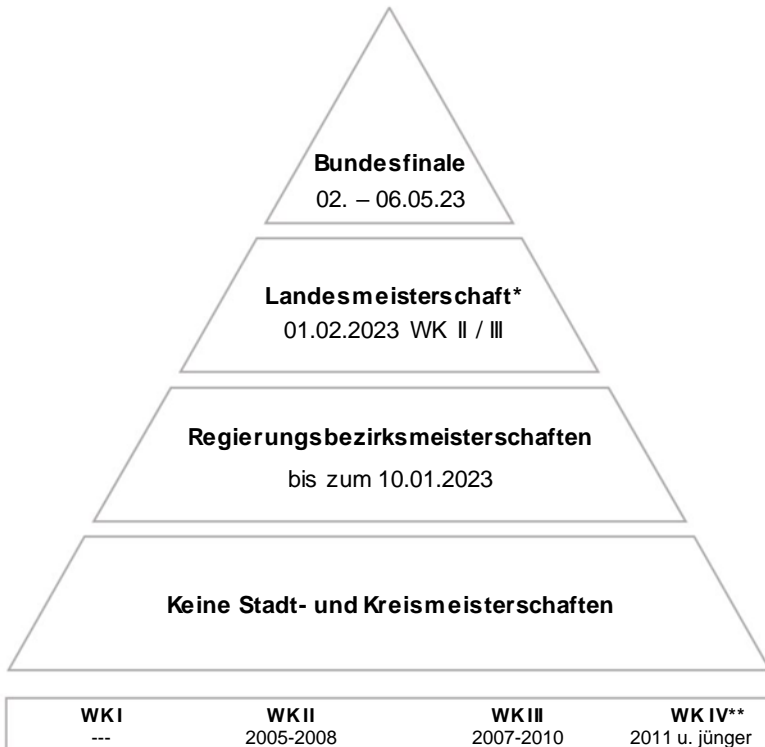 Bundesfinale
02. – 06.05.23
Landesmeisterschaft*
01.02.2023 WK II / III
Regierungsbezirksmeisterschaften
bis zum 10.01.2023
Keine Stadt- und Kreismeisterschaften
WK I WK II WK III WK IV**
--- 2005-2008 2007-2010 2011 u. jünger